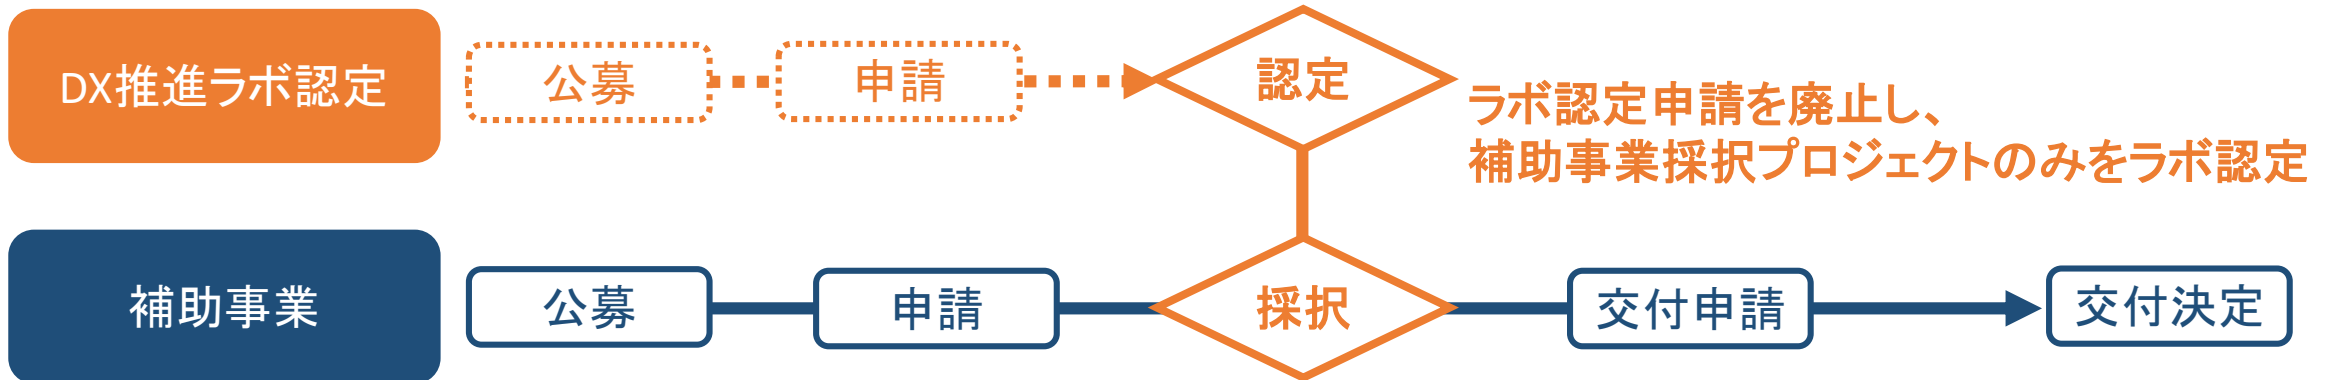 DX推進ラボ認定
公募
申請
認定
ラボ認定申請を廃止し、
補助事業採択プロジェクトのみをラボ認定
補助事業
公募
申請
採択
交付申請
交付決定